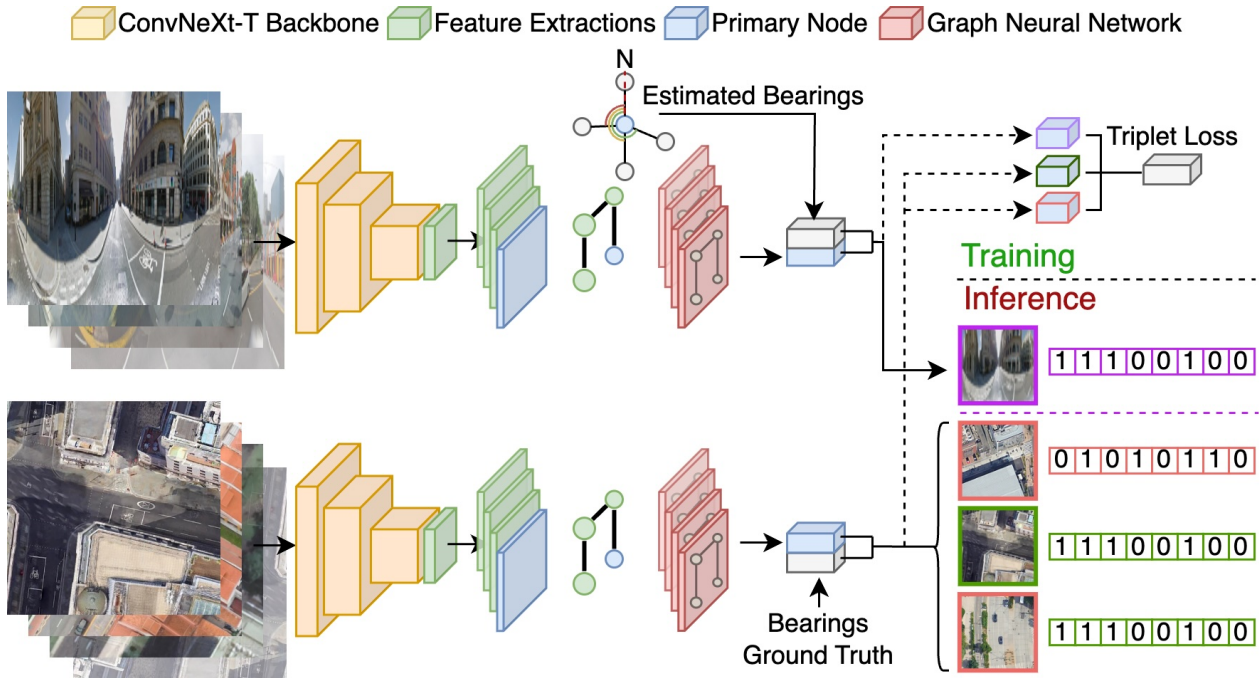 ConvNeXt-T Backbone Feature Extractions Primary Node Graph Neural Network
N
Estimated Bearings
Triplet Loss
Training
Inference
1 1 1 0 0 1 0 0
0 1 0 1 0 1 1 0
1 1 1 0 0 1 0 0
1 1 1 0 0 1 0 0
Bearings
Ground Truth